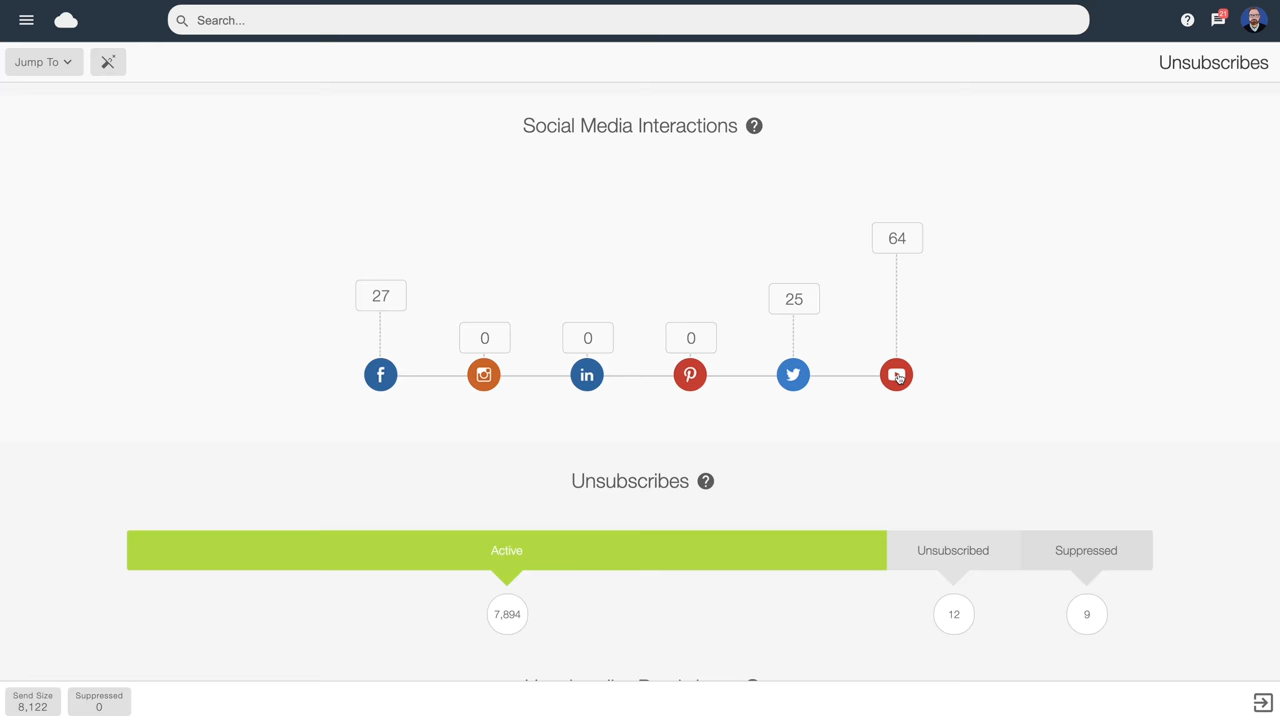 Search...
21
Jump To
Unsubscribes
Social Media Interactions
64
27
25
0
0
0
Unsubscribes
Active
Unsubscribed
Suppressed
7,894
12
9
Send Size
8,122
Suppressed
0